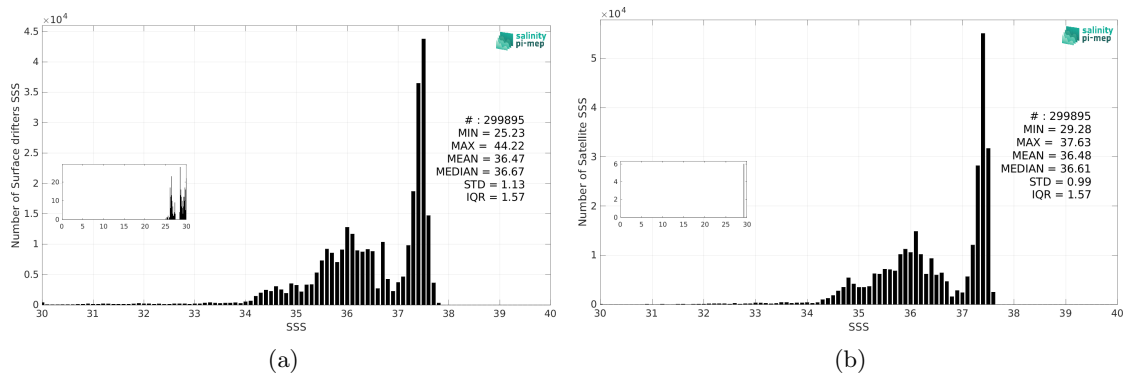 ×10⁴
4.5
4
3.5
3
2.5
2
1.5
1
0.5
0
Number of Surface drifters SSS
salinity
pi-mep
# : 299895
MIN = 25.23
MAX = 44.22
MEAN = 36.47
MEDIAN = 36.67
STD = 1.13
IQR = 1.57
20
10
0
0 5 10 15 20 25 30
30 31 32 33 34 35 36 37 38 39 40
SSS
(a)
×10⁴
5
4
3
2
1
0
Number of Satellite SSS
salinity
pi-mep
# : 299895
MIN = 29.28
MAX = 37.63
MEAN = 36.48
MEDIAN = 36.61
STD = 0.99
IQR = 1.57
6
4
2
0
0 5 10 15 20 25 30
30 31 32 33 34 35 36 37 38 39 40
SSS
(b)